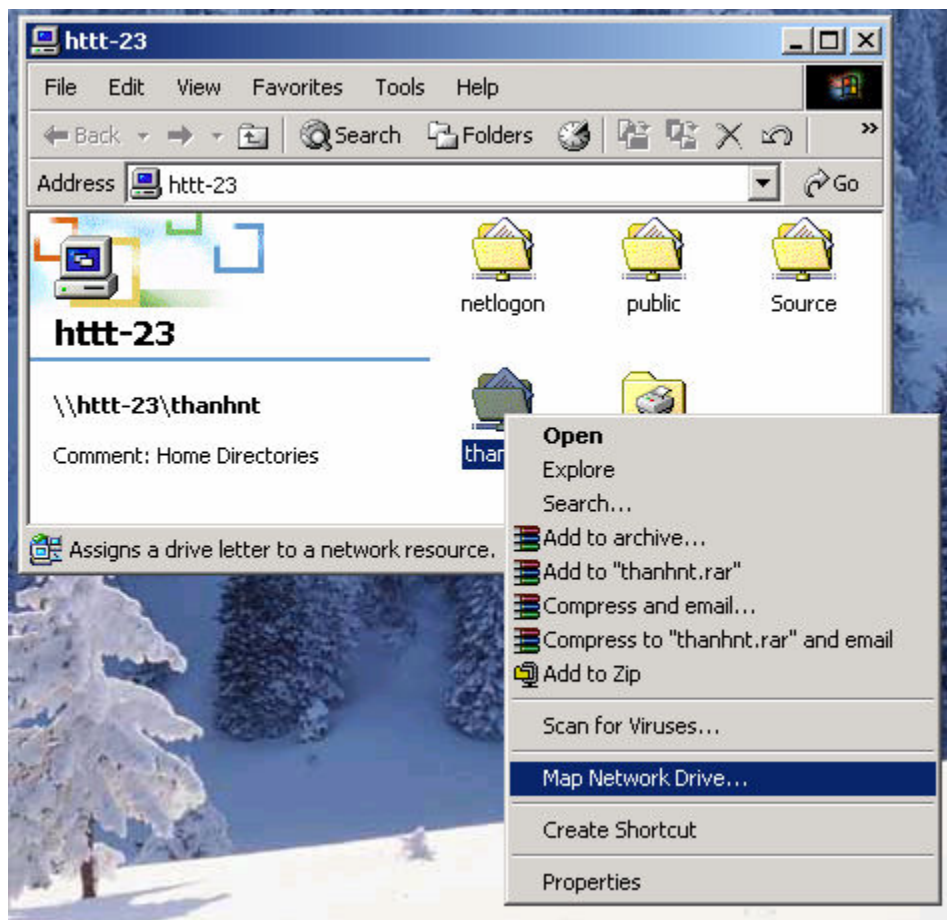 httt-23
File Edit View Favorites Tools Help
Back Search Folders »
Address httt-23 Go
netlogon public Source
httt-23
\\httt-23\thanhnt
Comment: Home Directories
Assigns a drive letter to a network resource.
Open
Explore
Search...
Add to archive...
Add to "thanhnt.rar"
Compress and email...
Compress to "thanhnt.rar" and email
Add to Zip
Scan for Viruses...
Map Network Drive...
Create Shortcut
Properties